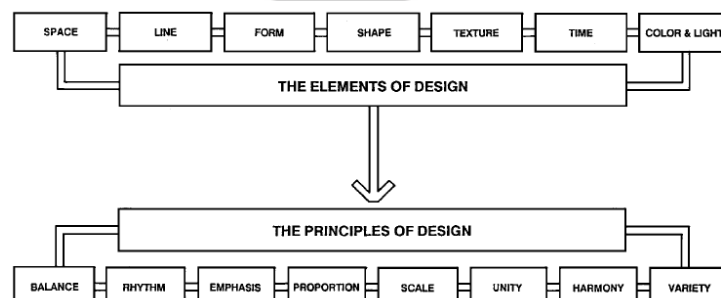 SPACE
LINE
FORM
SHAPE
TEXTURE
TIME
COLOR & LIGHT
THE ELEMENTS OF DESIGN
THE PRINCIPLES OF DESIGN
BALANCE
RHYTHM
EMPHASIS
PROPORTION
SCALE
UNITY
HARMONY
VARIETY